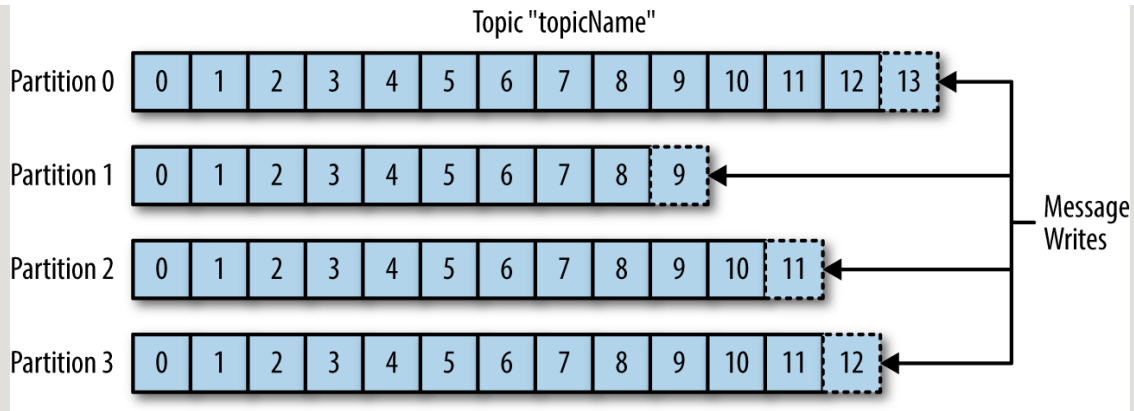 Topic "topicName"
Partition 0 0 1 2 3 4 5 6 7 8 9 10 11 12 13
Partition 1 0 1 2 3 4 5 6 7 8 9
Message
Writes
Partition 2 0 1 2 3 4 5 6 7 8 9 10 11
Partition 3 0 1 2 3 4 5 6 7 8 9 10 11 12